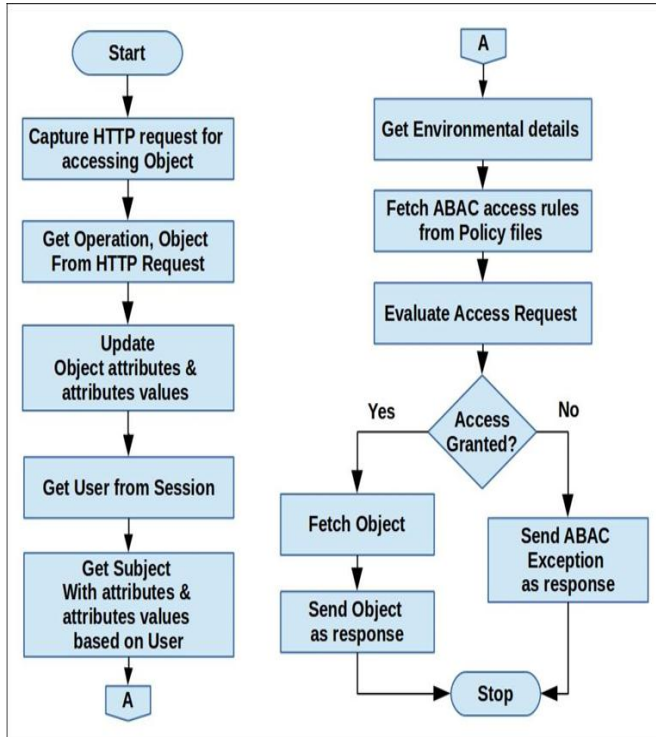 Start
Capture HTTP request for
accessing Object
Get Operation, Object
From HTTP Request
Update
Object attributes &
attributes values
Get User from Session
Get Subject
With attributes &
attributes values
based on User
A
A
Get Environmental details
Fetch ABAC access rules
from Policy files
Evaluate Access Request
Access
Granted?
Yes
No
Fetch Object
Send Object
as response
Send ABAC
Exception
as response
Stop